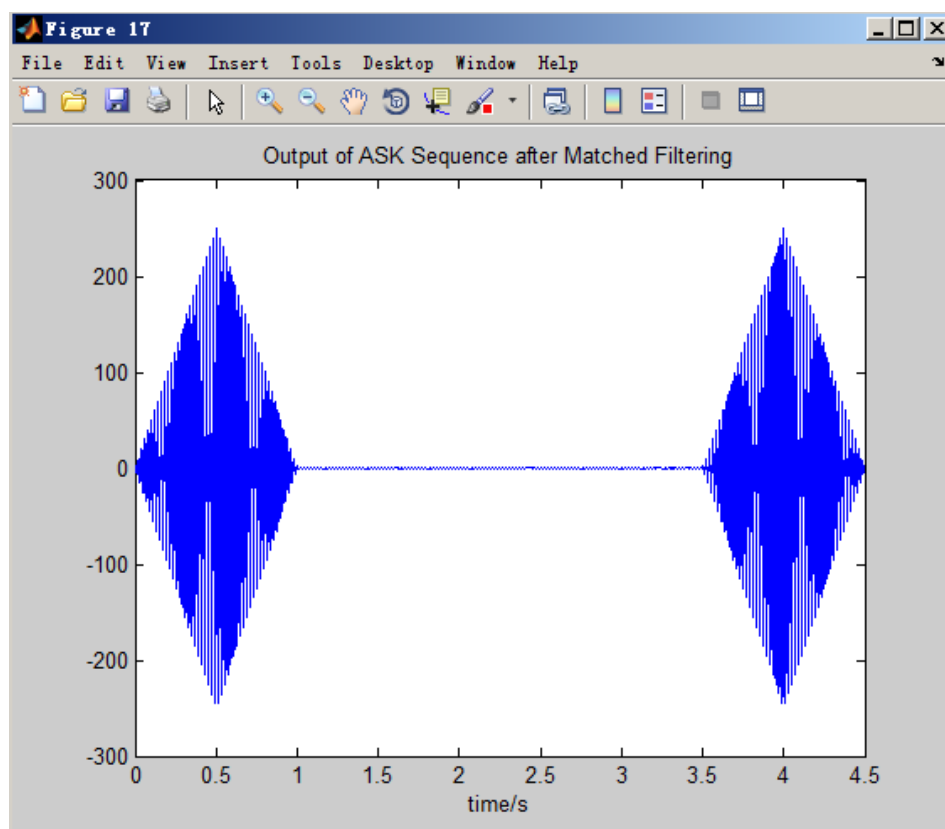 Figure 17
File Edit View Insert Tools Desktop Window Help
Output of ASK Sequence after Matched Filtering
300
200
100
0
-100
-200
-300
0 0.5 1 1.5 2 2.5 3 3.5 4 4.5
time/s